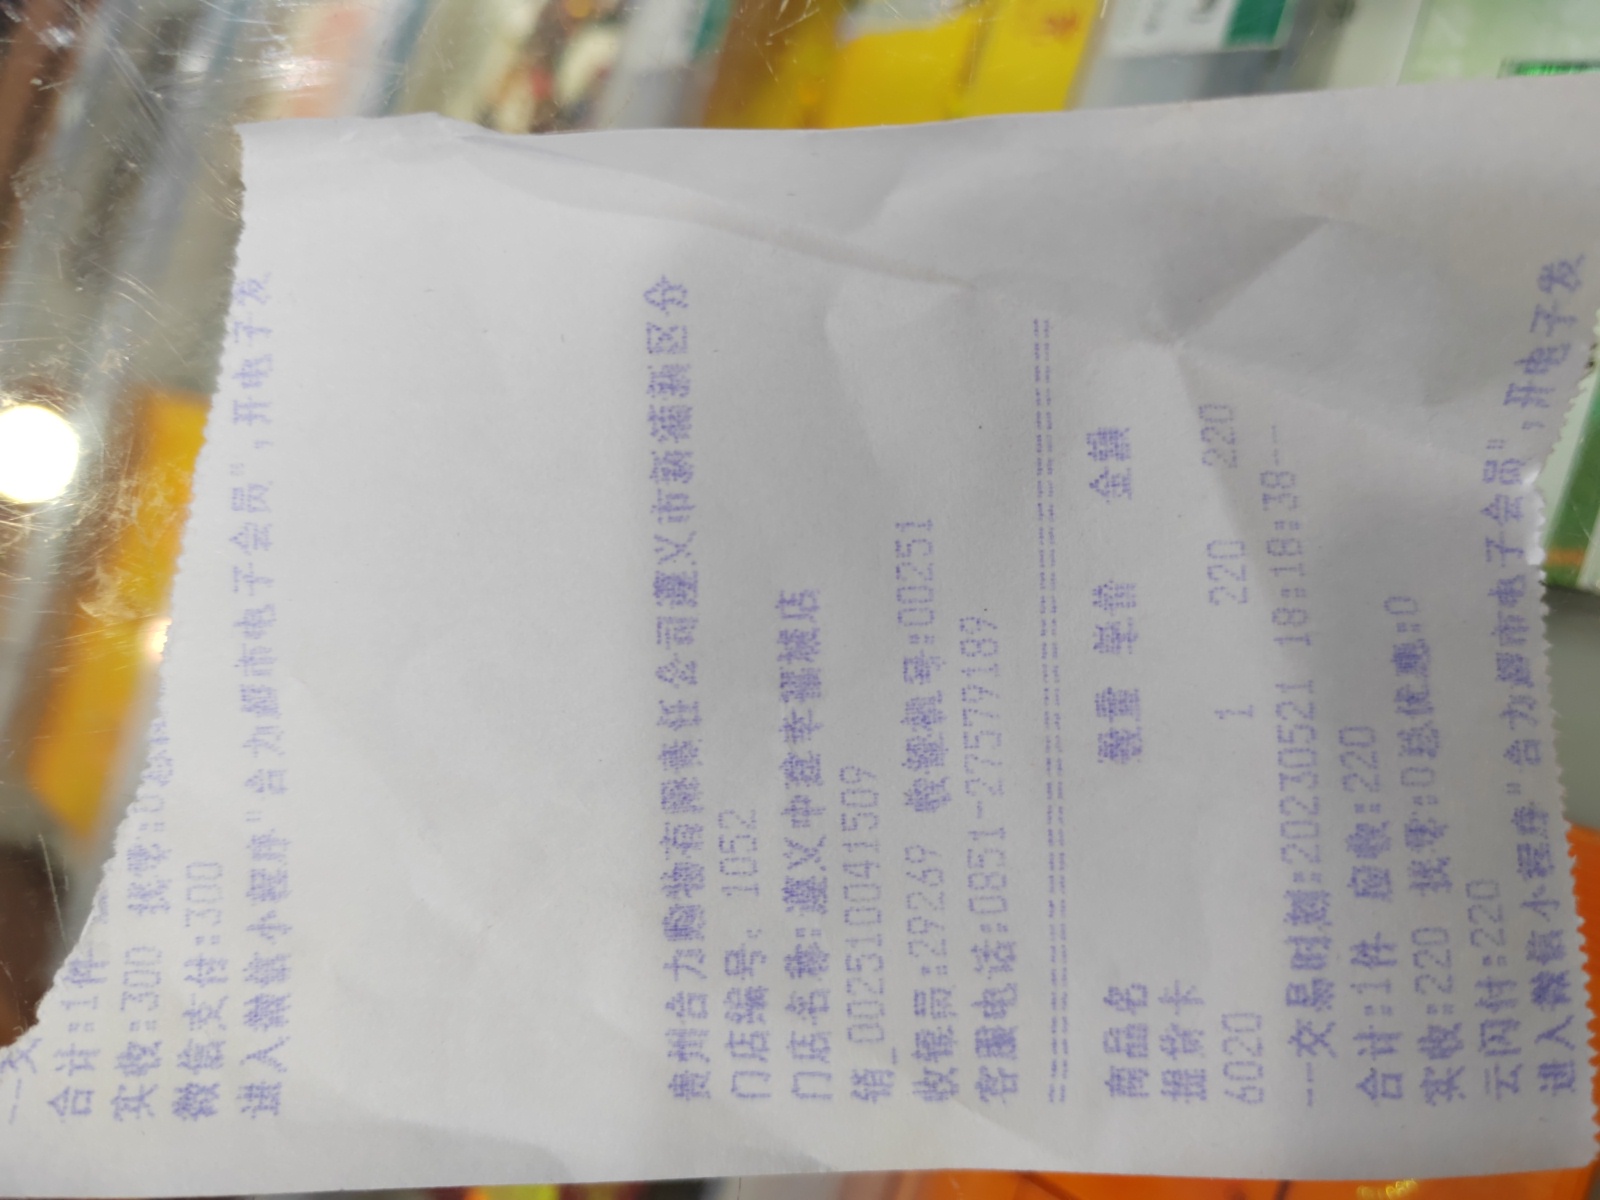 合计:1件
实收:300 找零:0
微信支付:300
进入微信小程序"合力超市电子会员",开电子发
贵州合力购物有限责任公司遵义市新蒲新区分
门店编号: 1052
门店名称:遵义中建幸福城店
销_002510041509
收银员:29269 收银机号:00251
客服电话:0851-27579189.
================================
商品名 数量 单价 金额
提货卡
6020 1 220 220
--交易时刻:20230521 18:18:38--
合计:1件 应收:220
实收:220 找零:0总优惠:0
云闪付:220
进入微信小程序"合力超市电子会员",开电子发